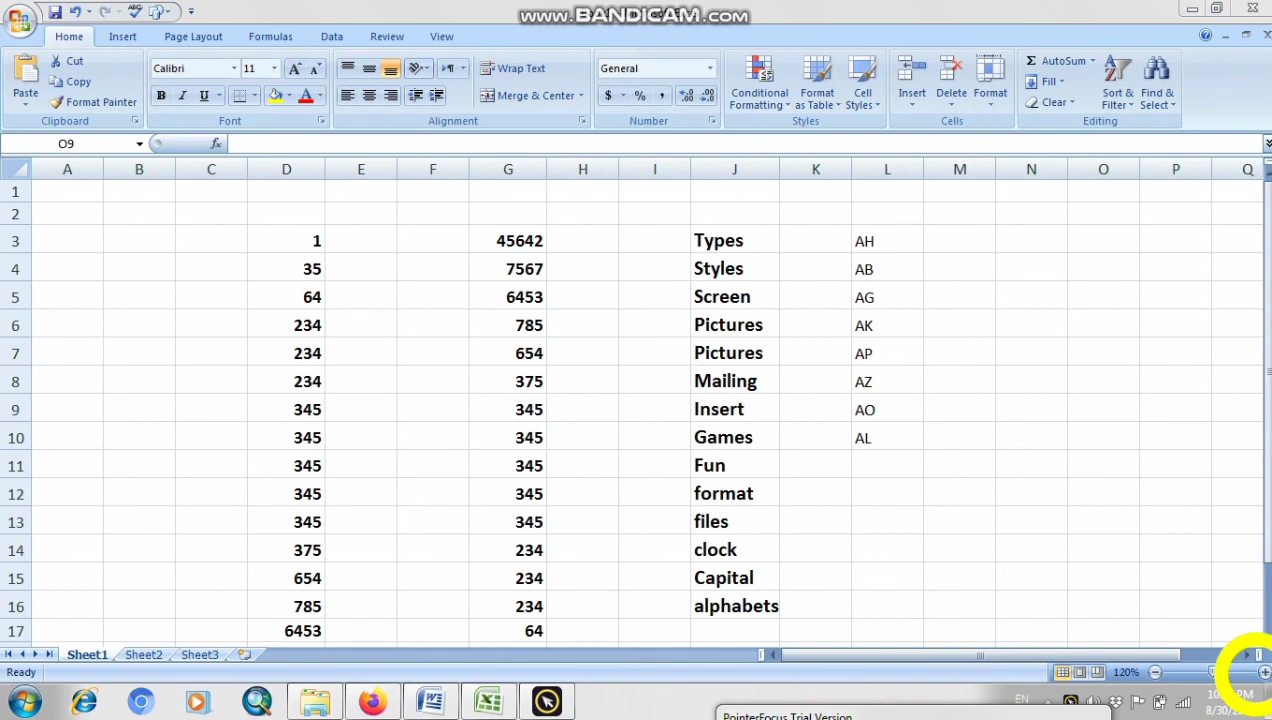 www.BANDICAM.com
Home Insert Page Layout Formulas Data Review View
Paste
Cut
Copy
Format Painter
Clipboard
Calibri 11
B I U
Font
Wrap Text
Merge & Center
Alignment
General
$ % ,
Number
Conditional Formatting
Format as Table
Cell Styles
Styles
Insert Delete Format
Cells
Σ AutoSum
Fill
Clear
Sort & Filter
Find & Select
Editing
O9 fx
A B C D E F G H I J K L M N O P Q
1
2
3 1 45642 Types AH
4 35 7567 Styles AB
5 64 6453 Screen AG
6 234 785 Pictures AK
7 234 654 Pictures AP
8 234 375 Mailing AZ
9 345 345 Insert AO
10 345 345 Games AL
11 345 345 Fun
12 345 345 format
13 345 345 files
14 375 234 clock
15 654 234 Capital
16 785 234 alphabets
17 6453 64
Sheet1 Sheet2 Sheet3
Ready 120%
EN PM
PointerFocus Trial Version